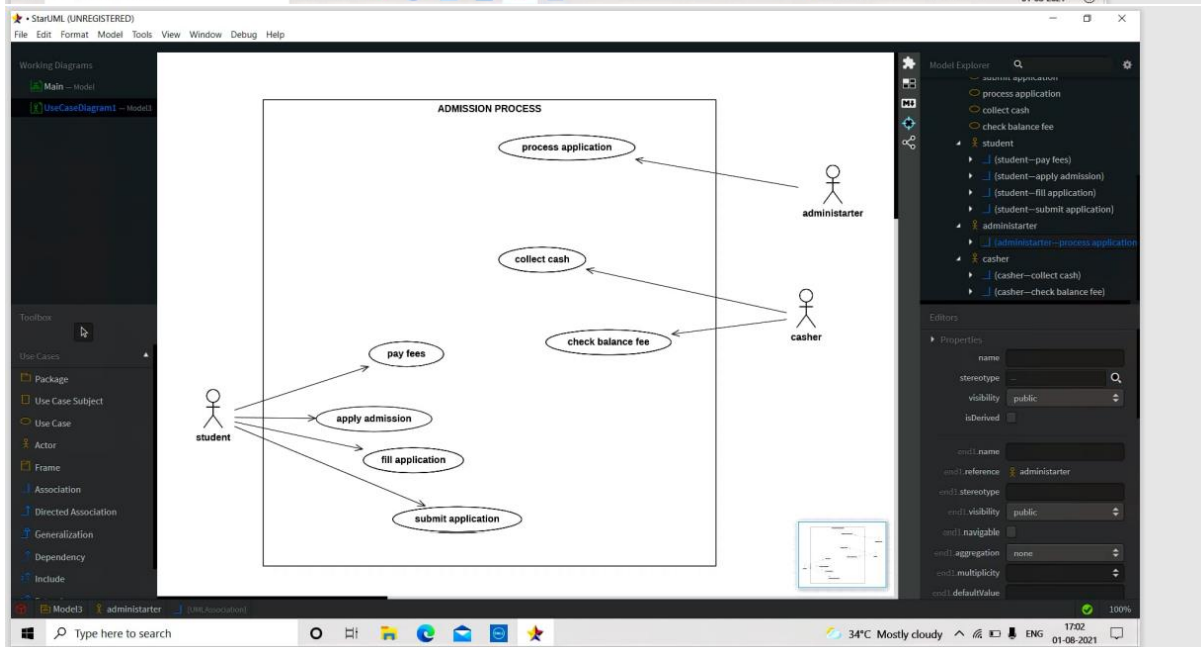 01-08-2021
StarUML (UNREGISTERED)
File Edit Format Model Tools View Window Debug Help
Working Diagrams
Main — Model
UseCaseDiagram1 — Model3
Toolbox
Use Cases
Package
Use Case Subject
Use Case
Actor
Frame
Association
Directed Association
Generalization
Dependency
Include
ADMISSION PROCESS
process application
administarter
collect cash
casher
check balance fee
pay fees
student
apply admission
fill application
submit application
Model Explorer
submit application
process application
collect cash
check balance fee
student
(student—pay fees)
(student—apply admission)
(student—fill application)
(student—submit application)
administarter
(administarter—process application
casher
(casher—collect cash)
(casher—check balance fee)
Editors
Properties
name
stereotype
visibility public
isDerived
end1.name
end1.reference administarter
end1.stereotype
end1.visibility public
end1.navigable
end1.aggregation none
end1.multiplicity
end1.defaultValue
Model3 administarter (UMLAssociation)
100%
Type here to search
34°C Mostly cloudy
ENG
17:02
01-08-2021